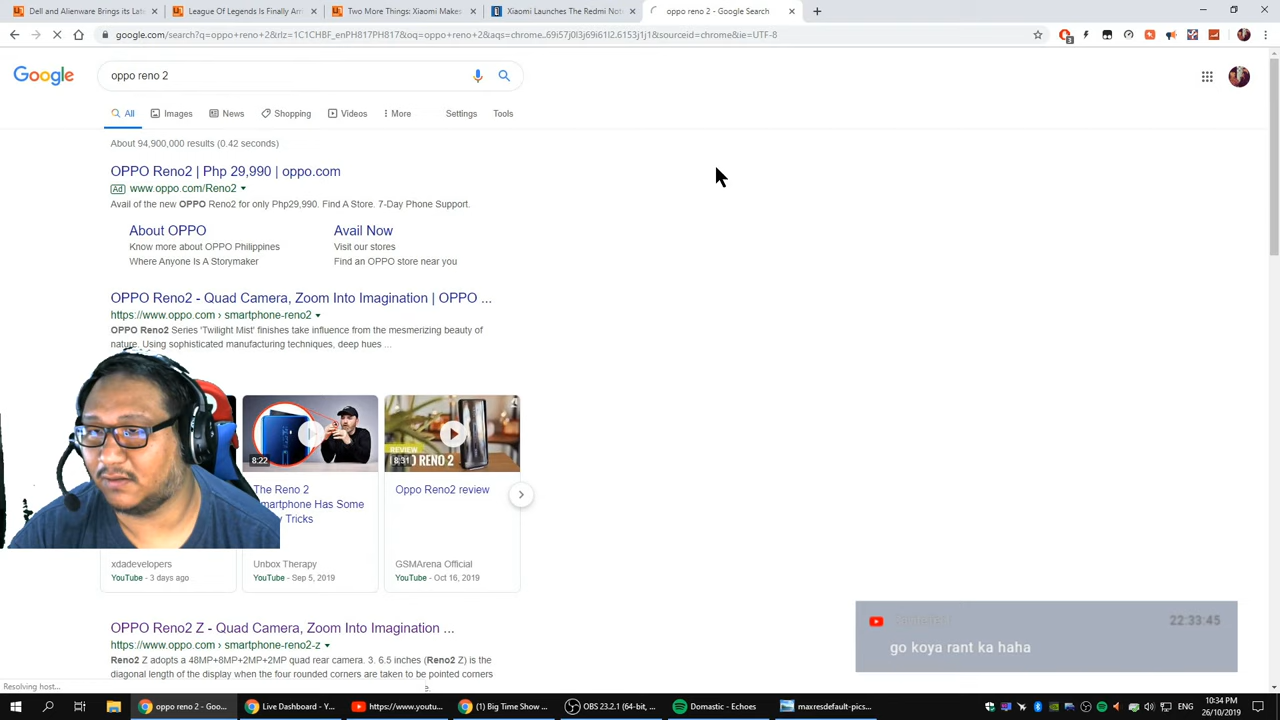 Dell and Alienware Brings its Late
League Of Legends Is Finally Arri
Two More Things: Xiaomi Makes
Xiaomi Launches The Redmi Note
oppo reno 2 - Google Search
google.com/search?q=oppo+reno+2&rlz=1C1CHBF_enPH817PH817&oq=oppo+reno+2&aqs=chrome..69i57j0l3j69i61l2.6153j1j1&sourceid=chrome&ie=UTF-8
3
Google
oppo reno 2
All
Images
News
Shopping
Videos
More
Settings
Tools
About 94,900,000 results (0.42 seconds)
OPPO Reno2 | Php 29,990 | oppo.com
Ad www.oppo.com/Reno2
Avail of the new OPPO Reno2 for only Php29,990. Find A Store. 7-Day Phone Support.
About OPPO
Know more about OPPO Philippines
Where Anyone Is A Storymaker
Avail Now
Visit our stores
Find an OPPO store near you
OPPO Reno2 - Quad Camera, Zoom Into Imagination | OPPO ...
https://www.oppo.com › smartphone-reno2
OPPO Reno2 Series 'Twilight Mist' finishes take influence from the mesmerizing beauty of
nature. Using sophisticated manufacturing techniques, deep hues ...
xdadevelopers
YouTube - 3 days ago
8:22
The Reno 2
martphone Has Some
Tricks
Unbox Therapy
YouTube - Sep 5, 2019
REVIEW
8:31
RENO 2
Oppo Reno2 review
GSMArena Official
YouTube - Oct 16, 2019
OPPO Reno2 Z - Quad Camera, Zoom Into Imagination ...
https://www.oppo.com › smartphone-reno2-z
Reno2 Z adopts a 48MP+8MP+2MP+2MP quad rear camera. 3. 6.5 inches (Reno2 Z) is the
diagonal length of the display when the four rounded corners are taken to be pointed corners
22:33:45
go koya rant ka haha
Resolving host...
oppo reno 2 - Goo...
Live Dashboard - Y...
https://www.youtu...
(1) Big Time Show ...
OBS 23.2.1 (64-bit, ...
Domastic - Echoes
maxresdefault-pics...
ENG
10:34 PM
26/10/2019